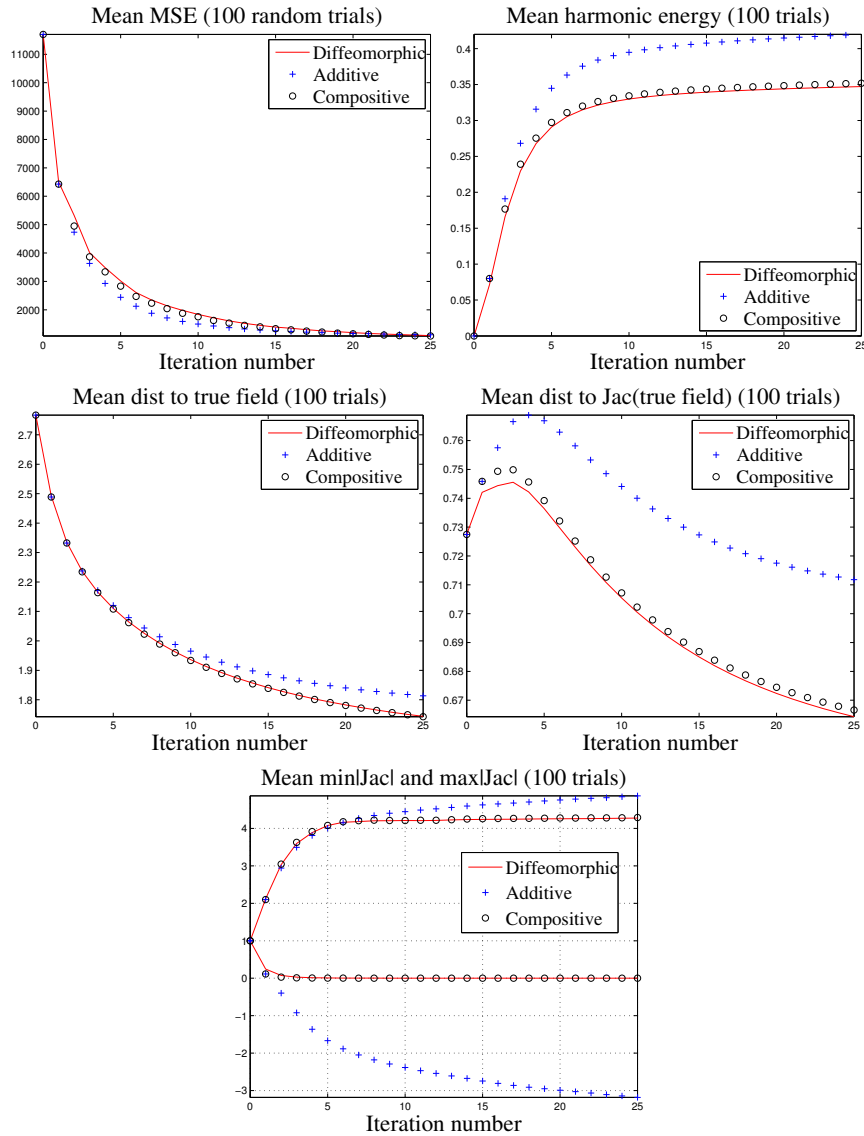 Mean MSE (100 random trials)
11000
10000
9000
8000
7000
6000
5000
4000
3000
2000
0 5 10 15 20 25
Iteration number
Diffeomorphic
Additive
Compositive
Mean harmonic energy (100 trials)
0.4
0.35
0.3
0.25
0.2
0.15
0.1
0.05
0
0 5 10 15 20 25
Iteration number
Diffeomorphic
Additive
Compositive
Mean dist to true field (100 trials)
2.7
2.6
2.5
2.4
2.3
2.2
2.1
2
1.9
1.8
0 5 10 15 20 25
Iteration number
Diffeomorphic
Additive
Compositive
Mean dist to Jac(true field) (100 trials)
0.76
0.75
0.74
0.73
0.72
0.71
0.7
0.69
0.68
0.67
0 5 10 15 20 25
Iteration number
Diffeomorphic
Additive
Compositive
Mean min|Jac| and max|Jac| (100 trials)
4
3
2
1
0
−1
−2
−3
0 5 10 15 20 25
Iteration number
Diffeomorphic
Additive
Compositive